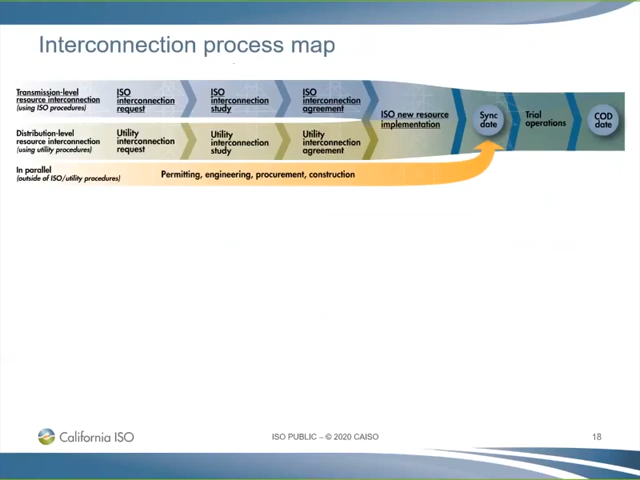 Interconnection process map
Transmission-level
resource interconnection
(using ISO procedures)
ISO
interconnection
request
ISO
interconnection
study
ISO
interconnection
agreement
Distribution-level
resource interconnection
(using utility procedures)
Utility
interconnection
request
Utility
interconnection
study
Utility
interconnection
agreement
ISO new resource
implementation
Sync
date
Trial
operations
COD
date
In parallel
(outside of ISO/utility procedures)
Permitting, engineering, procurement, construction
California ISO
ISO PUBLIC – © 2020 CAISO
18